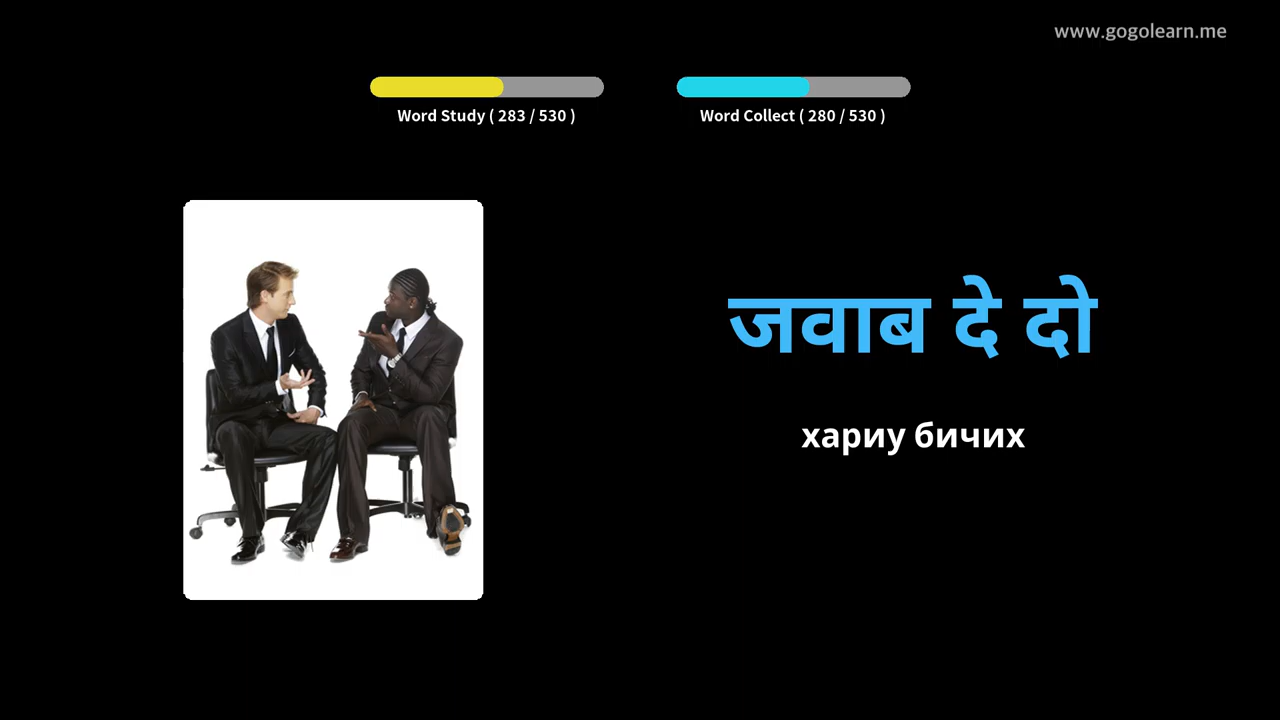 www.gogolearn.me
Word Study ( 283 / 530 )
Word Collect ( 280 / 530 )
जवाब दे दो
хариу бичих